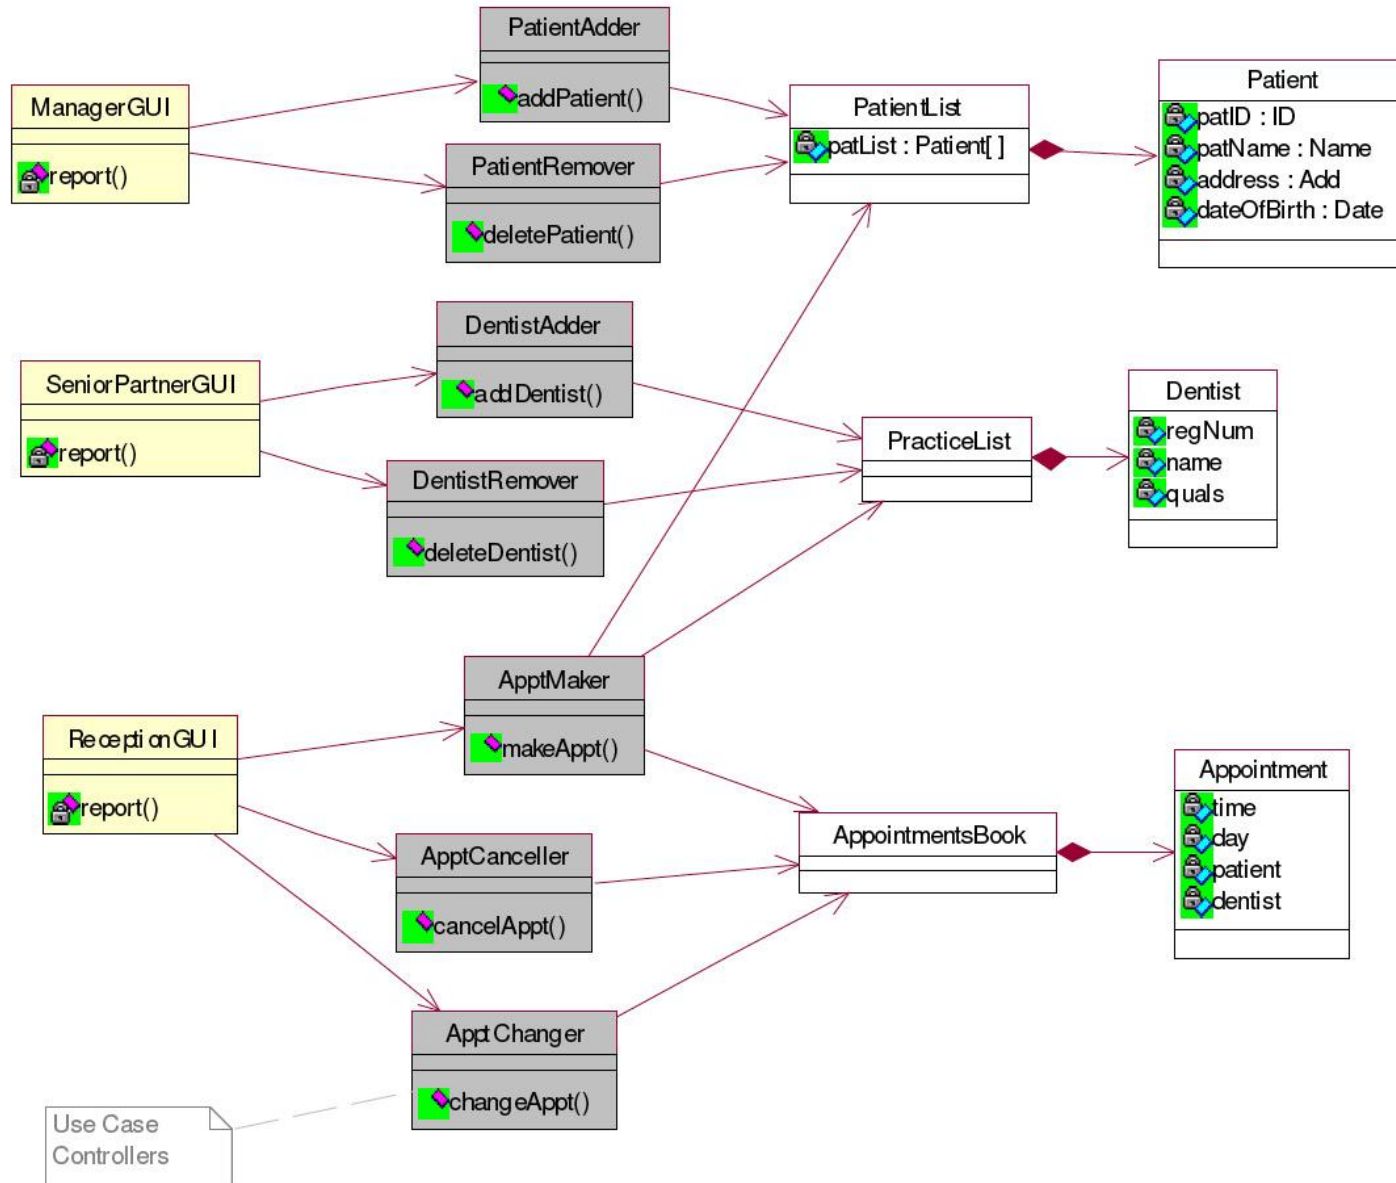 PatientAdder
addPatient()
ManagerGUI
report()
PatientRemover
deletePatient()
PatientList
patList : Patient[ ]
Patient
patID : ID
patName : Name
address : Add
dateOfBirth : Date
DentistAdder
addDentist()
SeniorPartnerGUI
report()
DentistRemover
deleteDentist()
PracticeList
Dentist
regNum
name
quals
ApptMaker
makeAppt()
ReceptionGUI
report()
ApptCanceller
cancelAppt()
AppointmentsBook
Appointment
time
day
patient
dentist
ApptChanger
changeAppt()
Use Case
Controllers